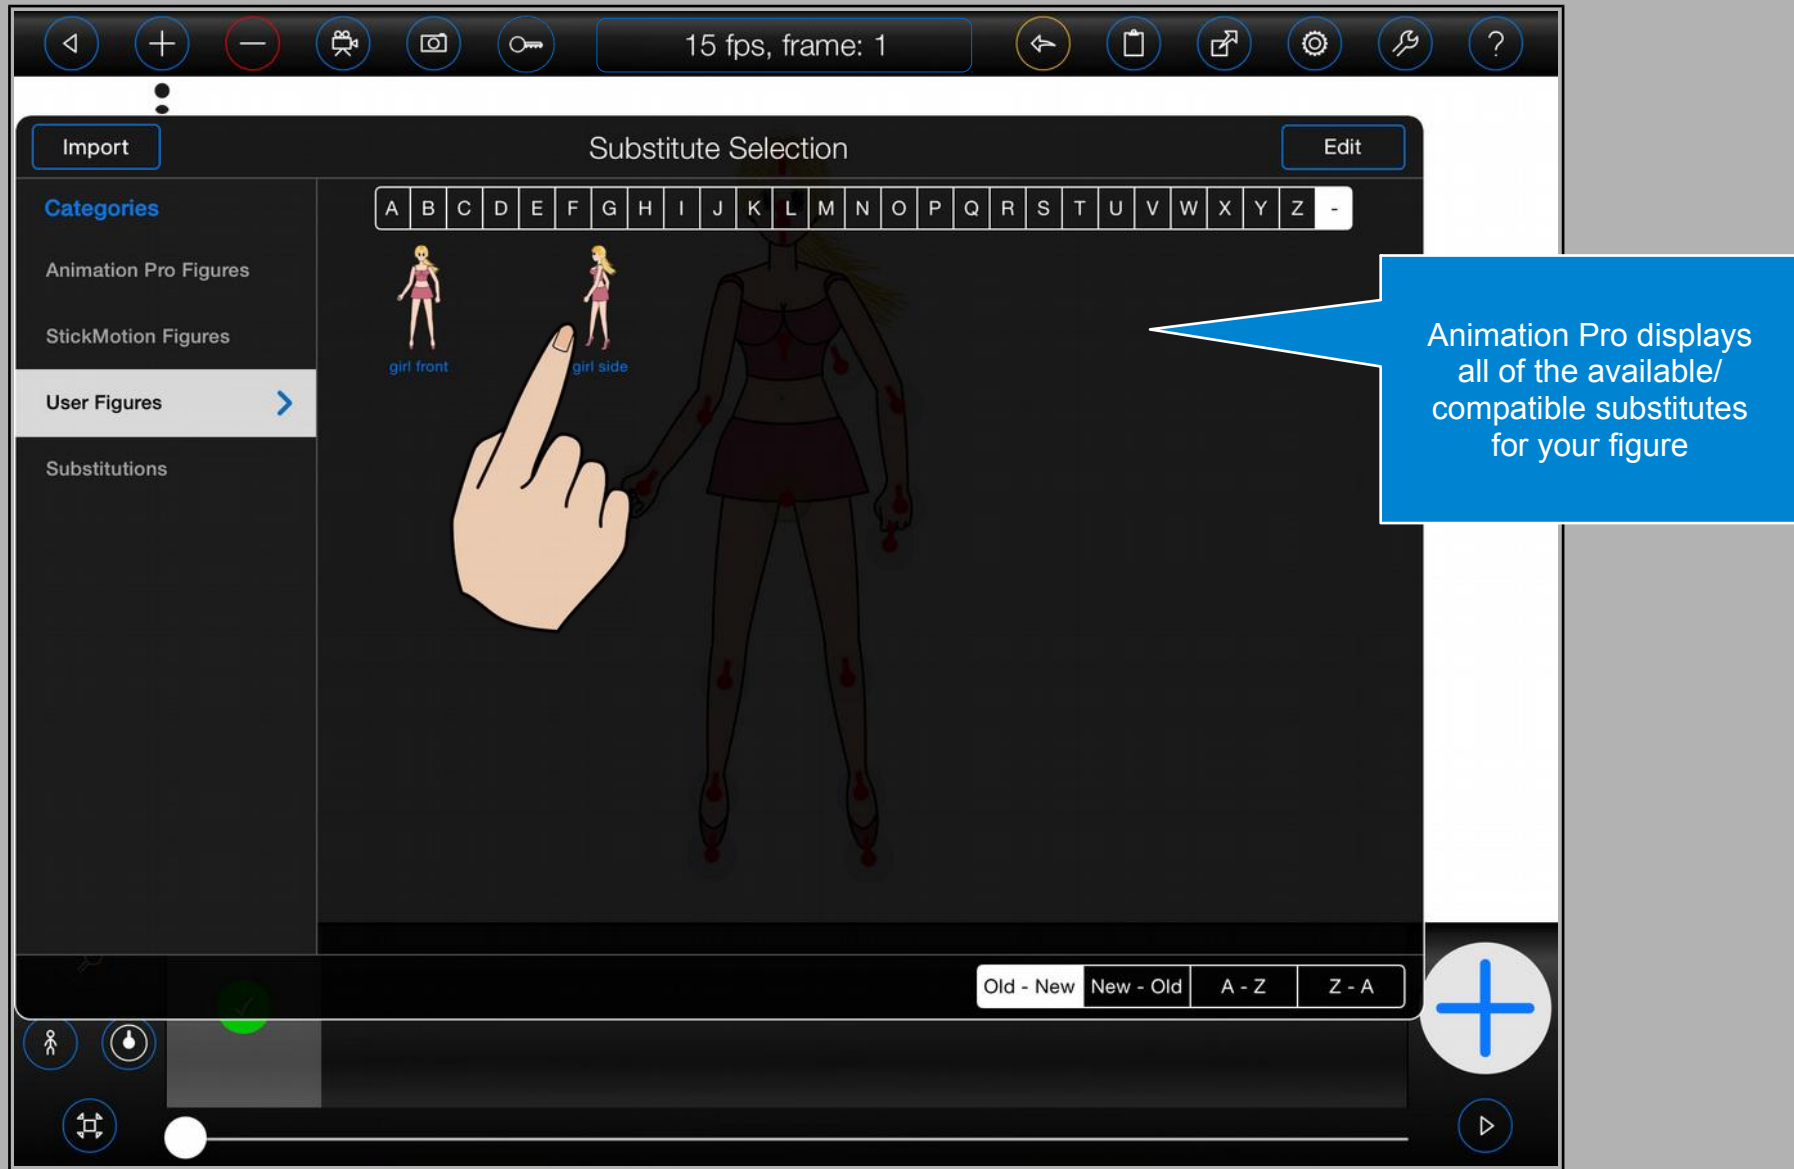 15 fps, frame: 1
?
Import
Substitute Selection
Edit
Categories
A B C D E F G H I J K L M N O P Q R S T U V W X Y Z -
Animation Pro Figures
StickMotion Figures
User Figures
Substitutions
girl front
girl side
Animation Pro displays
all of the available/
compatible substitutes
for your figure
Old - New New - Old A - Z Z - A